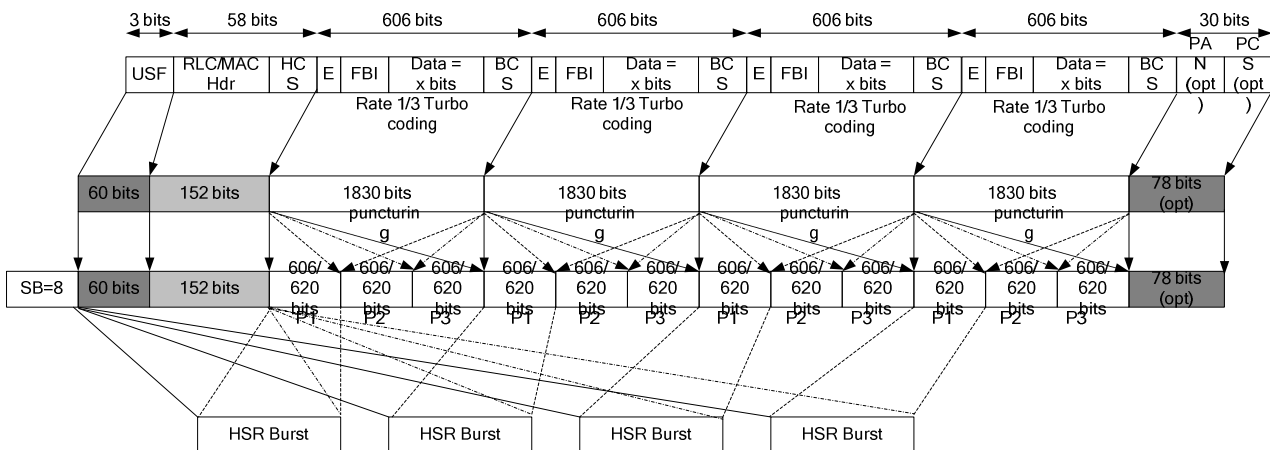 3 bits 58 bits 606 bits 606 bits 606 bits 606 bits 30 bits
USF RLC/MAC Hdr HC S E FBI Data = x bits BC S E FBI Data = x bits BC S E FBI Data = x bits BC S E FBI Data = x bits BC S PA N (opt ) PC S (opt )
Rate 1/3 Turbo coding Rate 1/3 Turbo coding Rate 1/3 Turbo coding Rate 1/3 Turbo coding
60 bits 152 bits 1830 bits puncturin g 1830 bits puncturin g 1830 bits puncturin g 1830 bits puncturin g 78 bits (opt)
SB=8 60 bits 152 bits 606/ 620 bits P1 606/ 620 bits P2 606/ 620 bits P3 606/ 620 bits P1 606/ 620 bits P2 606/ 620 bits P3 606/ 620 bits P1 606/ 620 bits P2 606/ 620 bits P3 606/ 620 bits P1 606/ 620 bits P2 606/ 620 bits P3 78 bits (opt)
HSR Burst HSR Burst HSR Burst HSR Burst